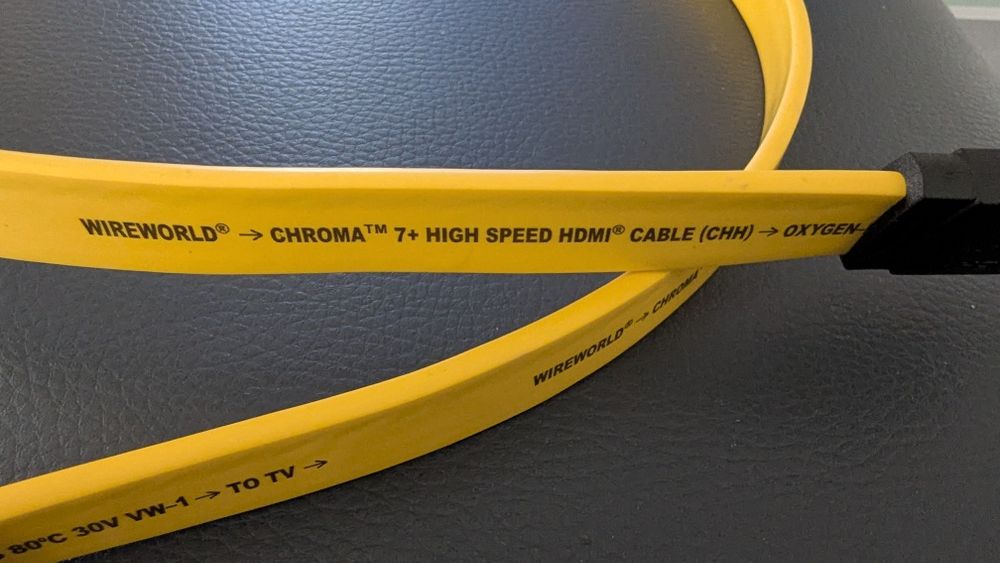 WIREWORLD® → CHROMA™ 7+ HIGH SPEED HDMI® CABLE (CHH) → OXYGEN-
WIREWORLD® → CHROMA
80°C 30V VW-1 → TO TV →